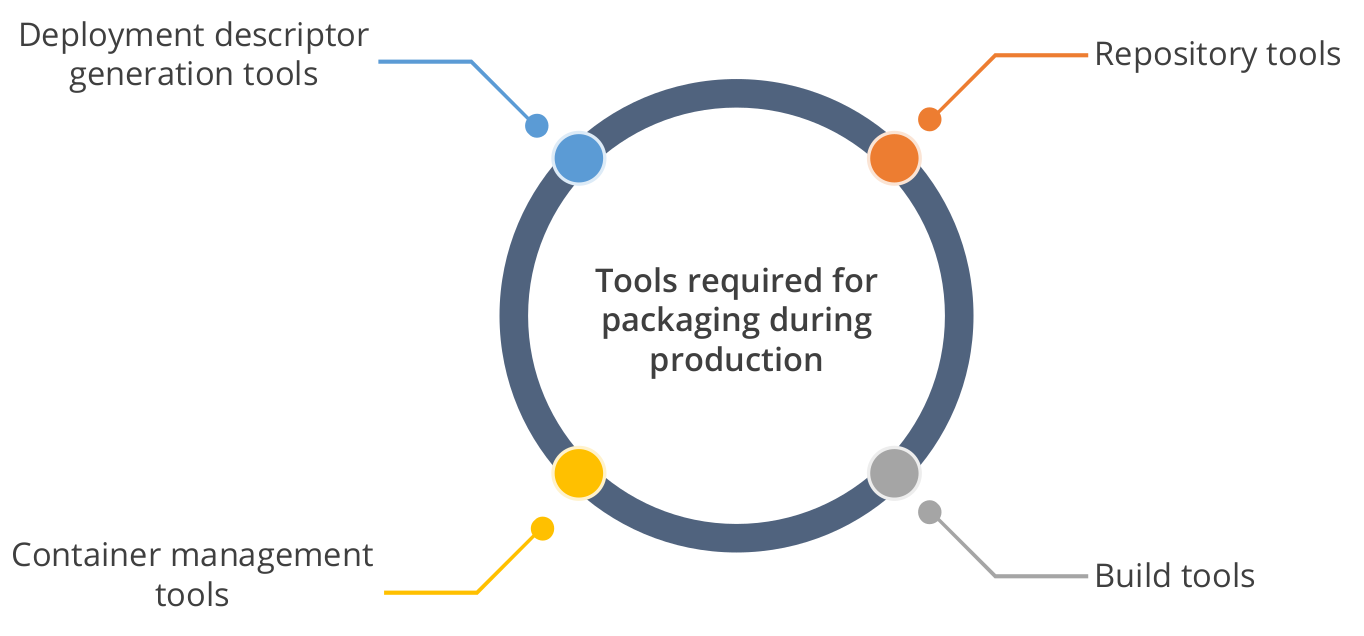 Deployment descriptor
generation tools
Repository tools
Tools required for
packaging during
production
Container management
tools
Build tools